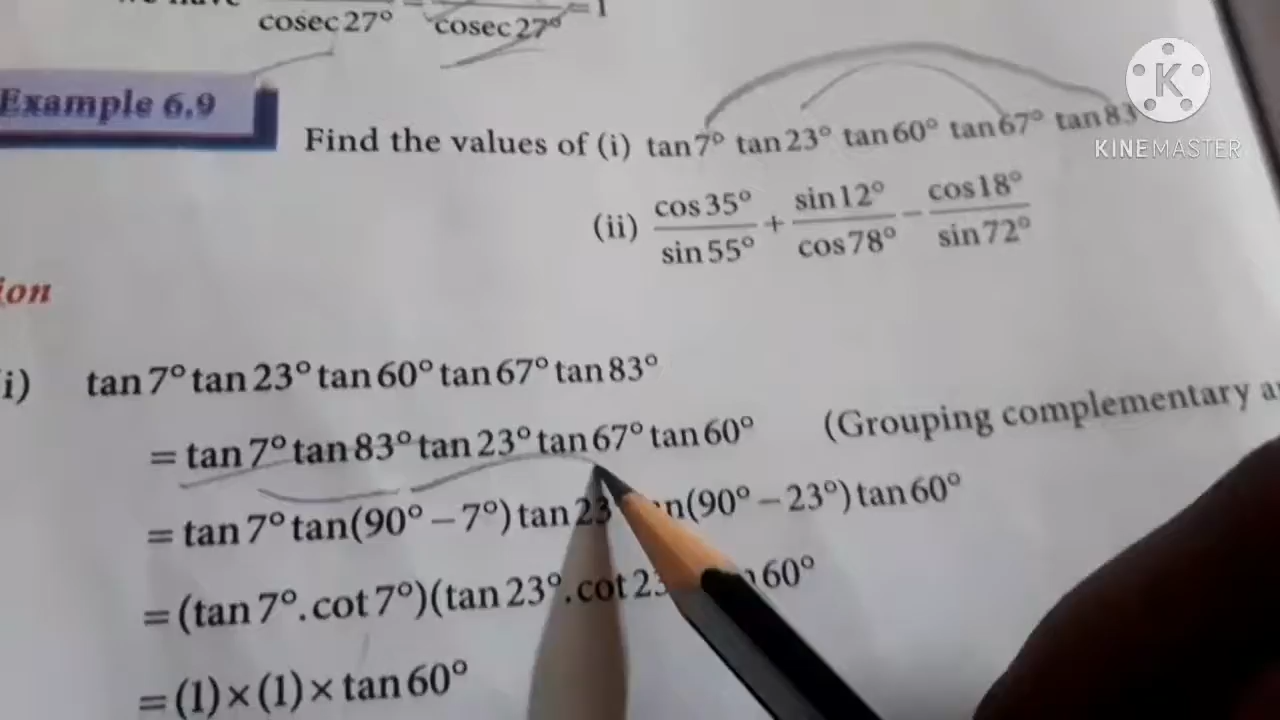 cosec 27° = cosec 27° = 1
Example 6.9
Find the values of (i) tan 7° tan 23° tan 60° tan 67° tan 83°
(ii) cos 35°/sin 55° + sin 12°/cos 78° − cos 18°/sin 72°
K
KINEMASTER
ion
i) tan 7° tan 23° tan 60° tan 67° tan 83°
= tan 7° tan 83° tan 23° tan 67° tan 60° (Grouping complementary
= tan 7° tan(90° − 7°) tan 23 n(90° − 23°) tan 60°
= (tan 7°. cot 7°)(tan 23°. cot 23 60°
= (1) × (1) × tan 60°